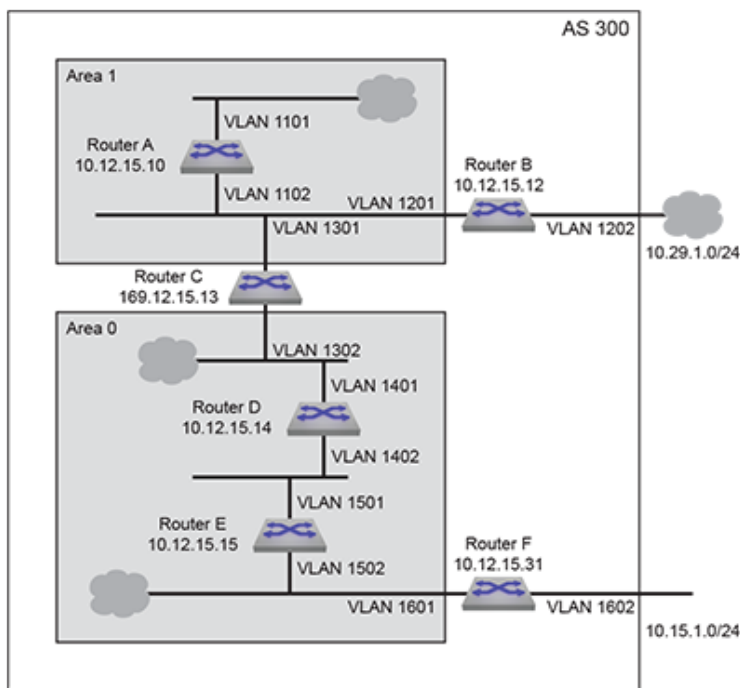 AS 300
Area 1
VLAN 1101
Router A
10.12.15.10
VLAN 1102
VLAN 1201
Router B
10.12.15.12
VLAN 1301
VLAN 1202
10.29.1.0/24
Router C
169.12.15.13
Area 0
VLAN 1302
VLAN 1401
Router D
10.12.15.14
VLAN 1402
VLAN 1501
Router E
10.12.15.15
VLAN 1502
Router F
10.12.15.31
VLAN 1601
VLAN 1602
10.15.1.0/24